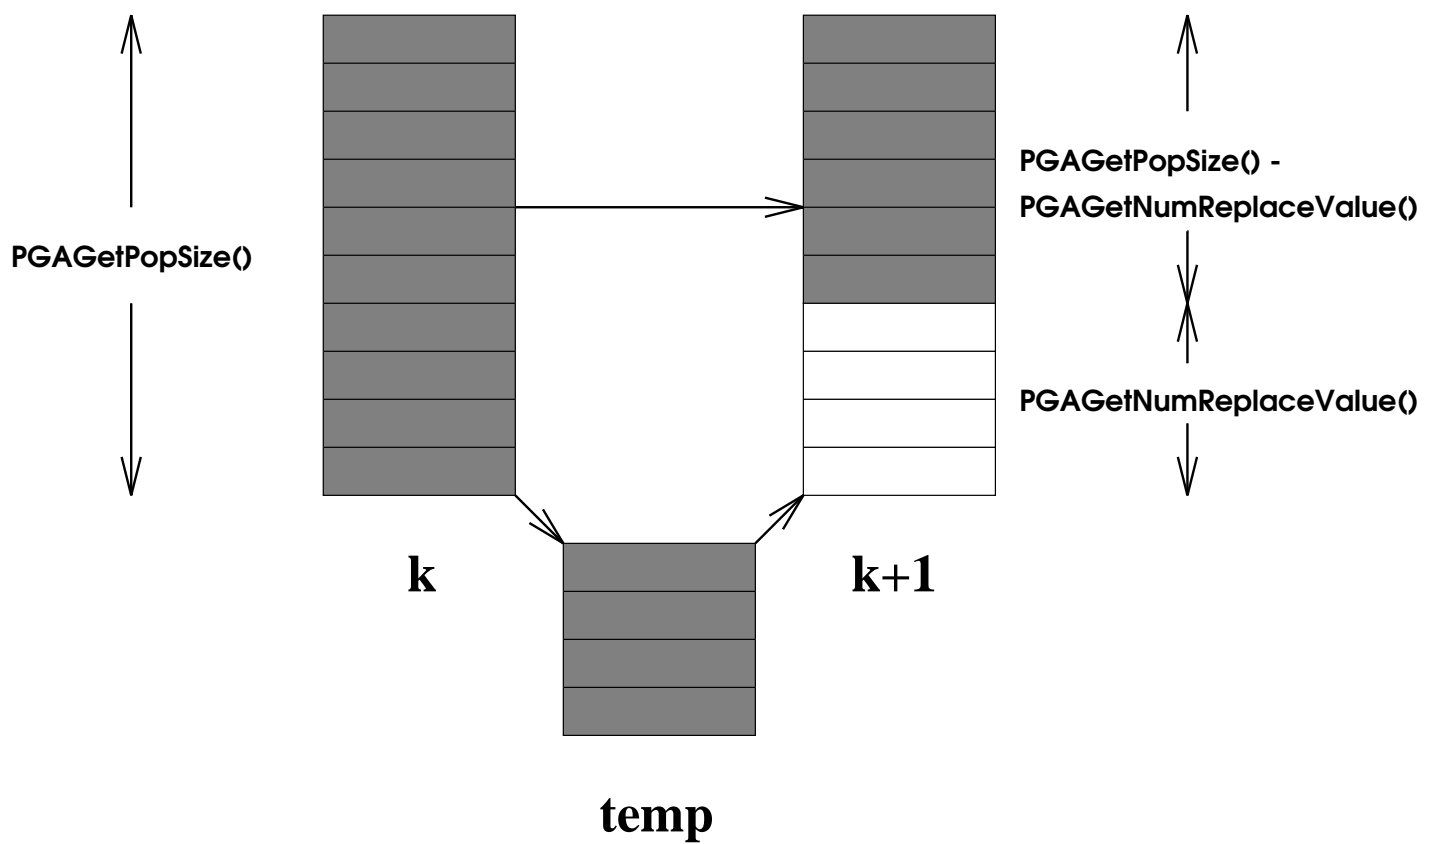 PGAGetPopSize() -
PGAGetNumReplaceValue()
PGAGetPopSize()
PGAGetNumReplaceValue()
k
k+1
temp